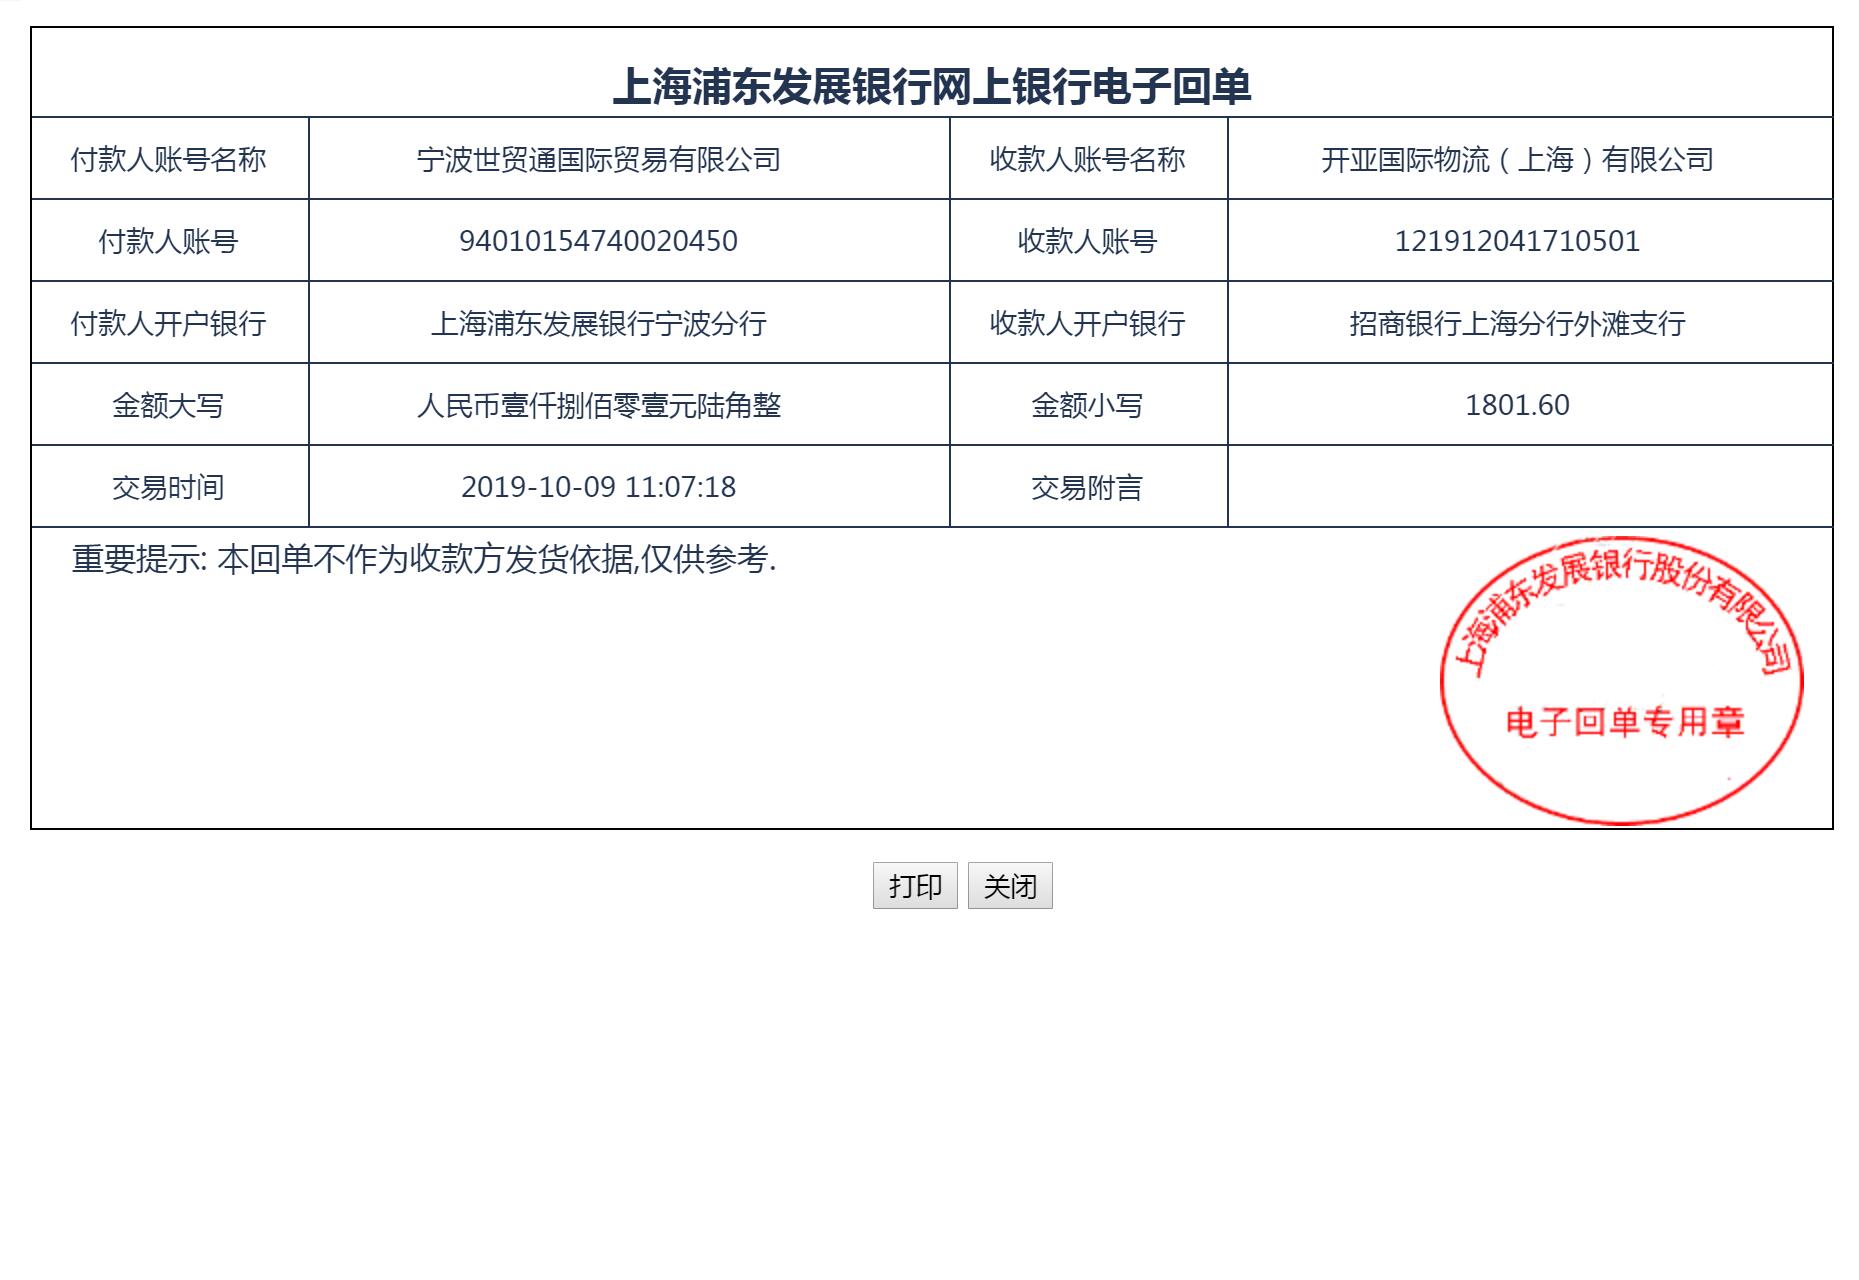 上海浦东发展银行网上银行电子回单
付款人账号名称 宁波世贸通国际贸易有限公司 收款人账号名称 开亚国际物流（上海）有限公司
付款人账号 94010154740020450 收款人账号 121912041710501
付款人开户银行 上海浦东发展银行宁波分行 收款人开户银行 招商银行上海分行外滩支行
金额大写 人民币壹仟捌佰零壹元陆角整 金额小写 1801.60
交易时间 2019-10-09 11:07:18 交易附言
重要提示: 本回单不作为收款方发货依据,仅供参考.
上海浦东发展银行股份有限公司
电子回单专用章
打印 关闭